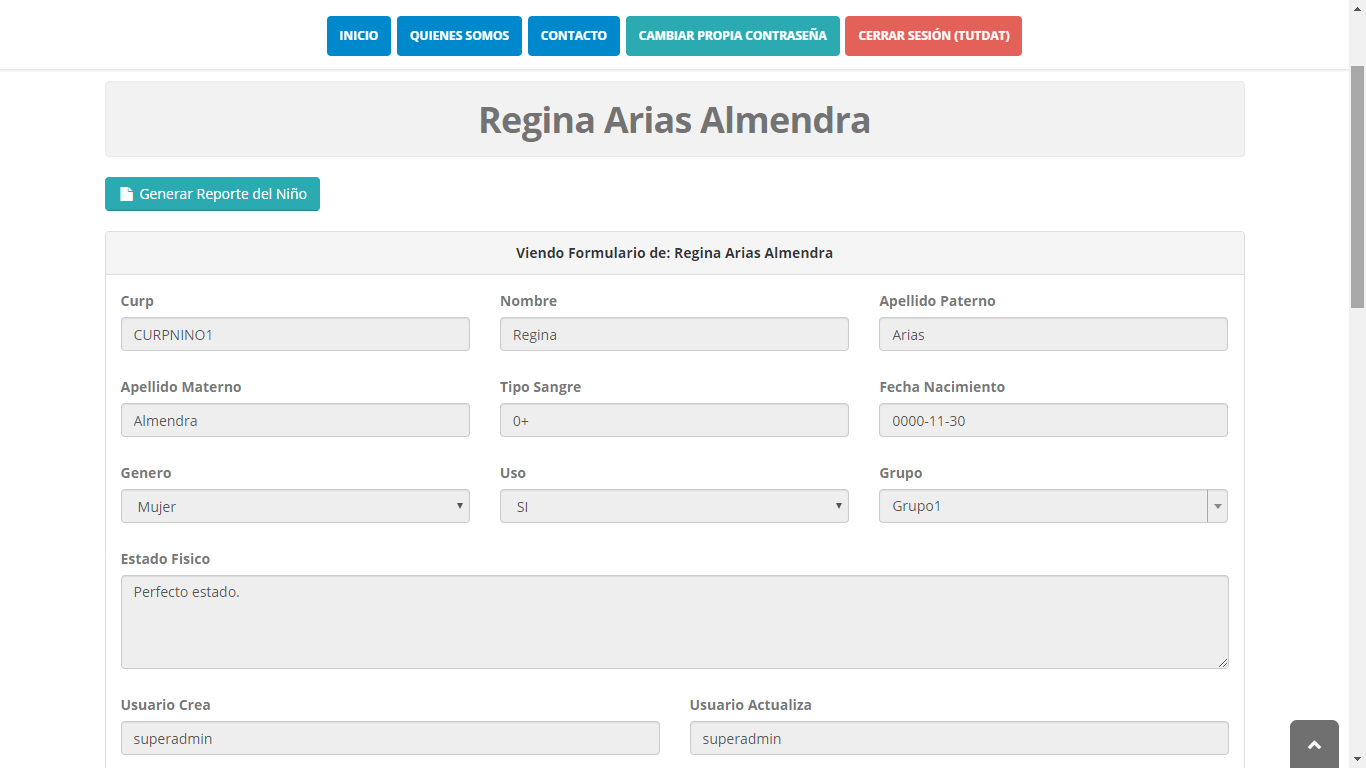 INICIO QUIENES SOMOS CONTACTO CAMBIAR PROPIA CONTRASEÑA CERRAR SESIÓN (TUTDAT)
Regina Arias Almendra
Generar Reporte del Niño
Viendo Formulario de: Regina Arias Almendra
Curp Nombre Apellido Paterno
CURPNINO1 Regina Arias
Apellido Materno Tipo Sangre Fecha Nacimiento
Almendra 0+ 0000-11-30
Genero Uso Grupo
Mujer SI Grupo1
Estado Fisico
Perfecto estado.
Usuario Crea Usuario Actualiza
superadmin superadmin